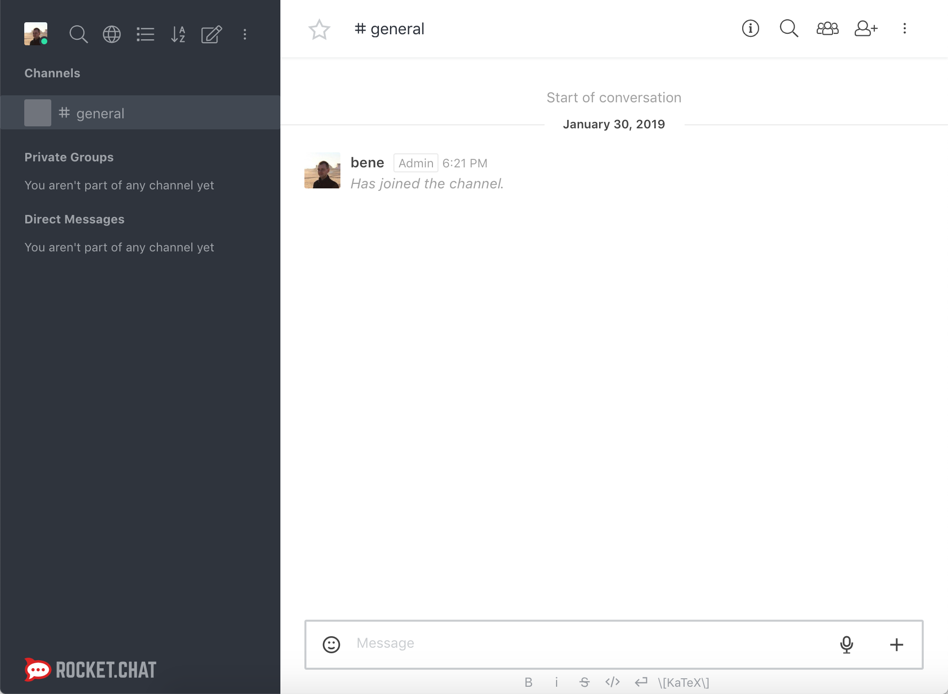 Channels
# general
Private Groups
You aren't part of any channel yet
Direct Messages
You aren't part of any channel yet
ROCKET.CHAT
# general
Start of conversation
January 30, 2019
bene Admin 6:21 PM
Has joined the channel.
Message
B i S </> \[KaTeX\]